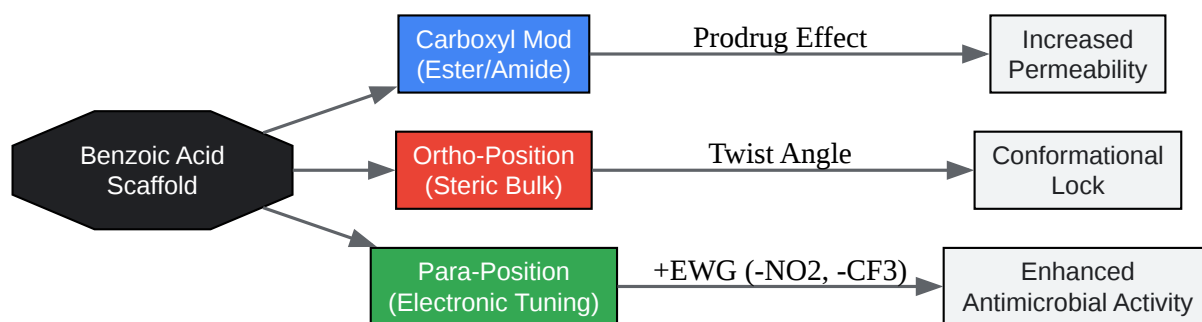 Carboxyl Mod
(Ester/Amide)
Prodrug Effect
Increased
Permeability
Benzoic Acid
Scaffold
Ortho-Position
(Steric Bulk)
Twist Angle
Conformational
Lock
Para-Position
(Electronic Tuning)
+EWG (-NO2, -CF3)
Enhanced
Antimicrobial Activity